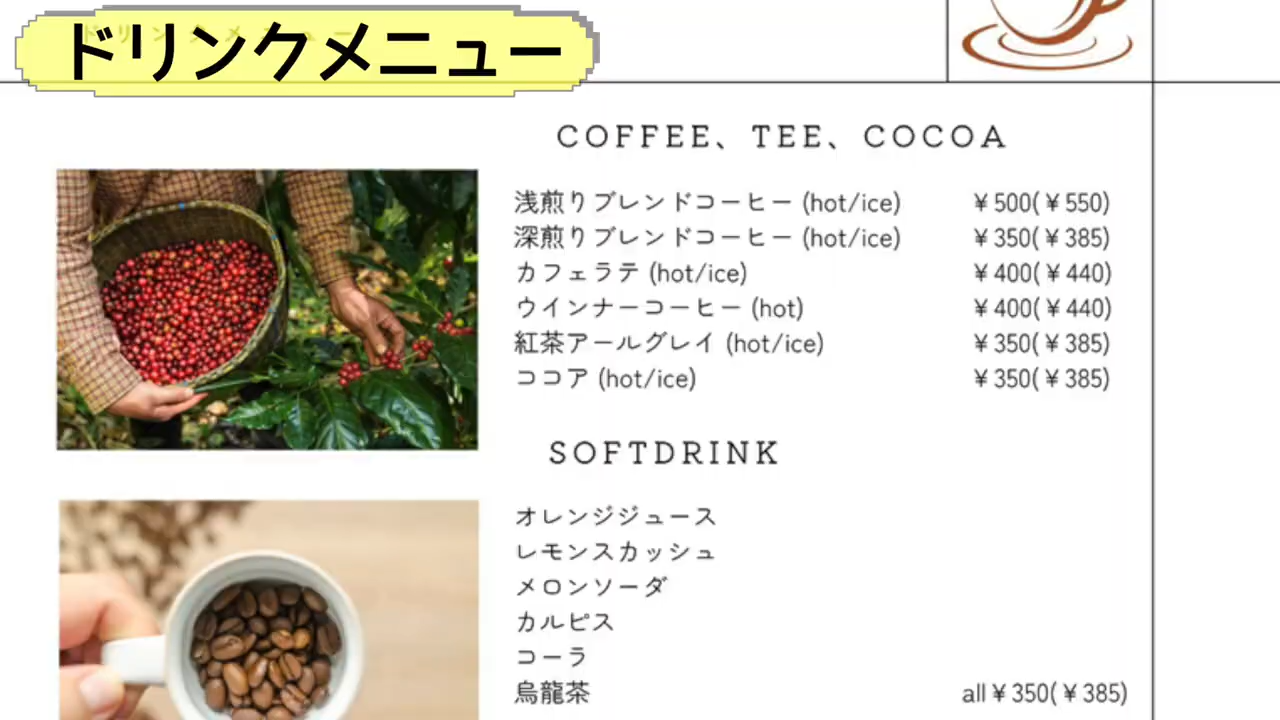 ドリンクメニュー
COFFEE、TEE、COCOA
浅煎りブレンドコーヒー (hot/ice) ￥500(￥550)
深煎りブレンドコーヒー (hot/ice) ￥350(￥385)
カフェラテ (hot/ice) ￥400(￥440)
ウインナーコーヒー (hot) ￥400(￥440)
紅茶アールグレイ (hot/ice) ￥350(￥385)
ココア (hot/ice) ￥350(￥385)
SOFTDRINK
オレンジジュース
レモンスカッシュ
メロンソーダ
カルピス
コーラ
烏龍茶 all￥350(￥385)